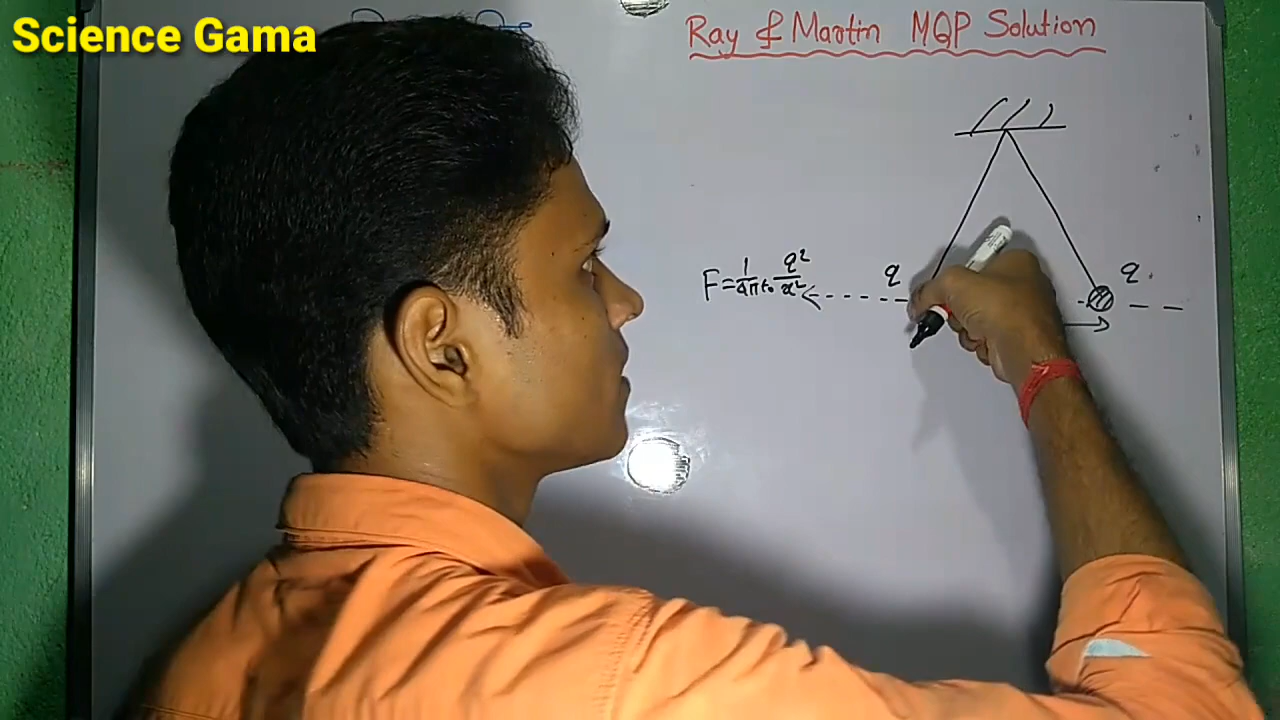 Science Gama
Ray & Martin MQP Solution
F = 1/4πε₀ q²/x²
q
q